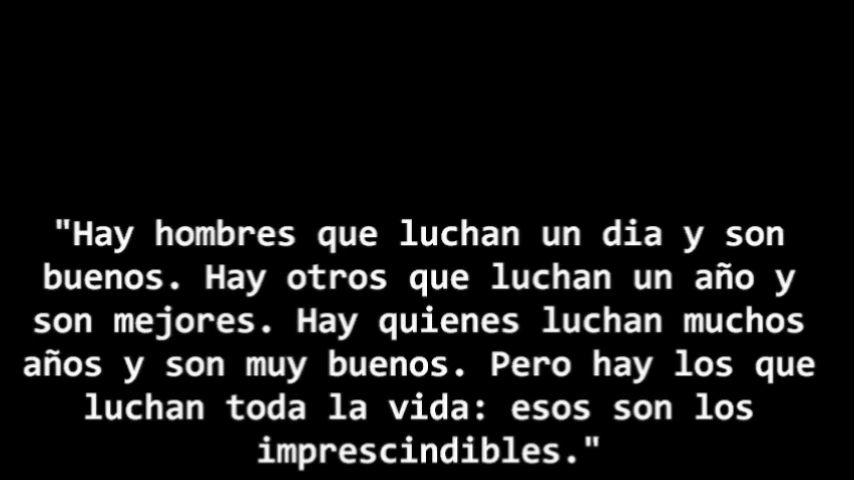 "Hay hombres que luchan un dia y son
buenos. Hay otros que luchan un año y
son mejores. Hay quienes luchan muchos
años y son muy buenos. Pero hay los que
luchan toda la vida: esos son los
imprescindibles."